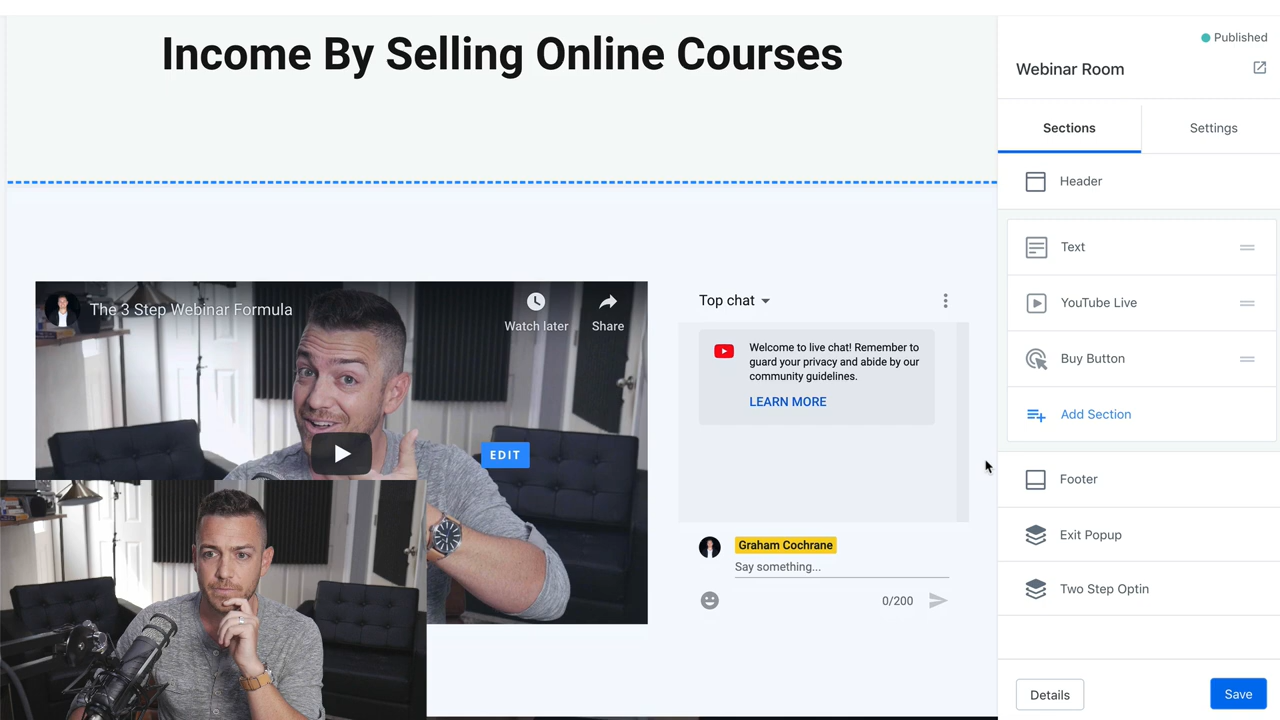 Income By Selling Online Courses
The 3 Step Webinar Formula
Watch later
Share
EDIT
Top chat
Welcome to live chat! Remember to
guard your privacy and abide by our
community guidelines.
LEARN MORE
Graham Cochrane
Say something...
0/200
Published
Webinar Room
Sections
Settings
Header
Text
YouTube Live
Buy Button
Add Section
Footer
Exit Popup
Two Step Optin
Details
Save